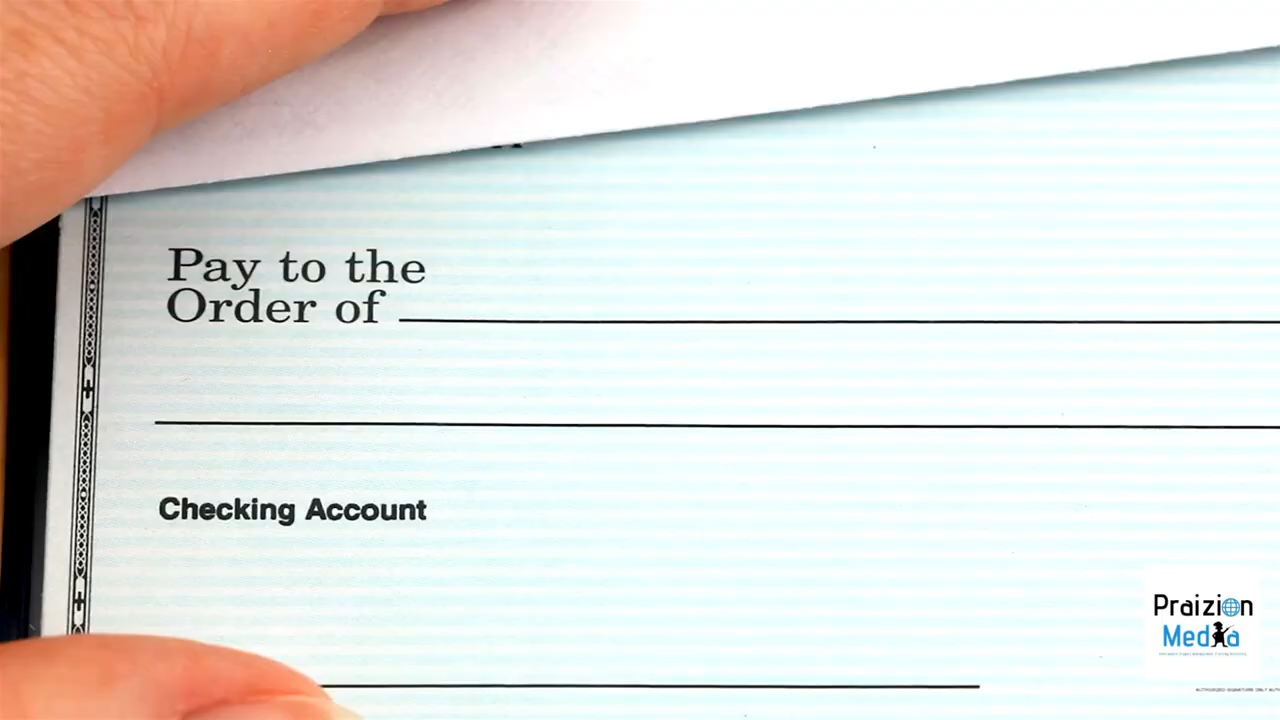 Pay to the
Order of
Checking Account
Praizion
Media